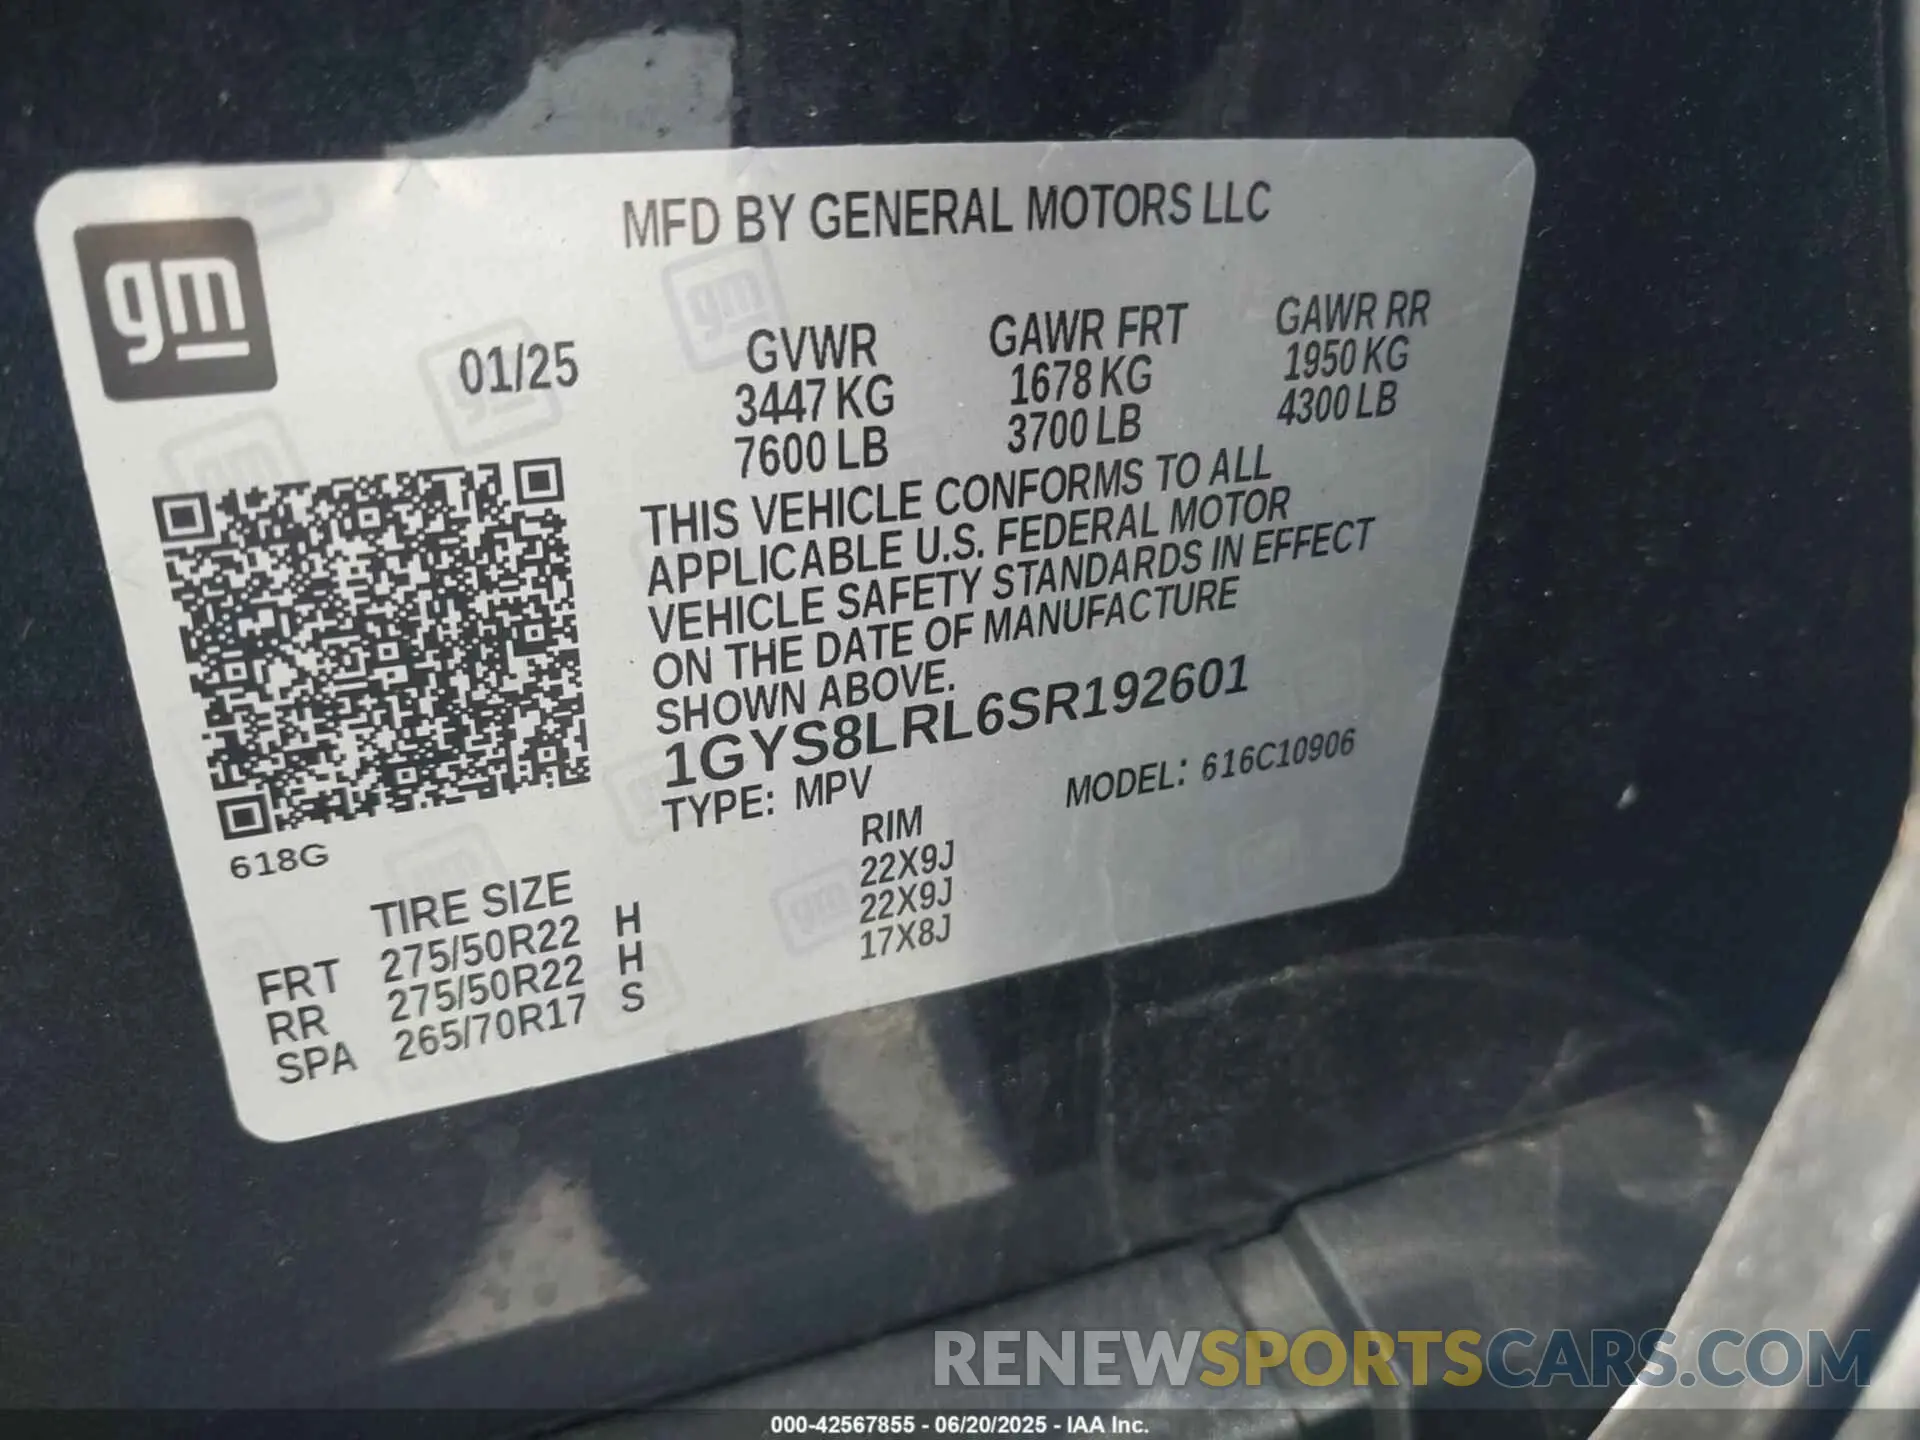 MFD BY GENERAL MOTORS LLC
gm
01/25
GVWR GAWR FRT GAWR RR
3447 KG 1678 KG 1950 KG
7600 LB 3700 LB 4300 LB
THIS VEHICLE CONFORMS TO ALL
APPLICABLE U.S. FEDERAL MOTOR
VEHICLE SAFETY STANDARDS IN EFFECT
ON THE DATE OF MANUFACTURE
SHOWN ABOVE.
1GYS8LRL6SR192601
TYPE: MPV MODEL: 616C10906
618G
TIRE SIZE RIM
FRT 275/50R22 H 22X9J
RR 275/50R22 H 22X9J
SPA 265/70R17 S 17X8J
RENEWSPORTSCARS.COM
000-42567855 - 06/20/2025 - IAA Inc.